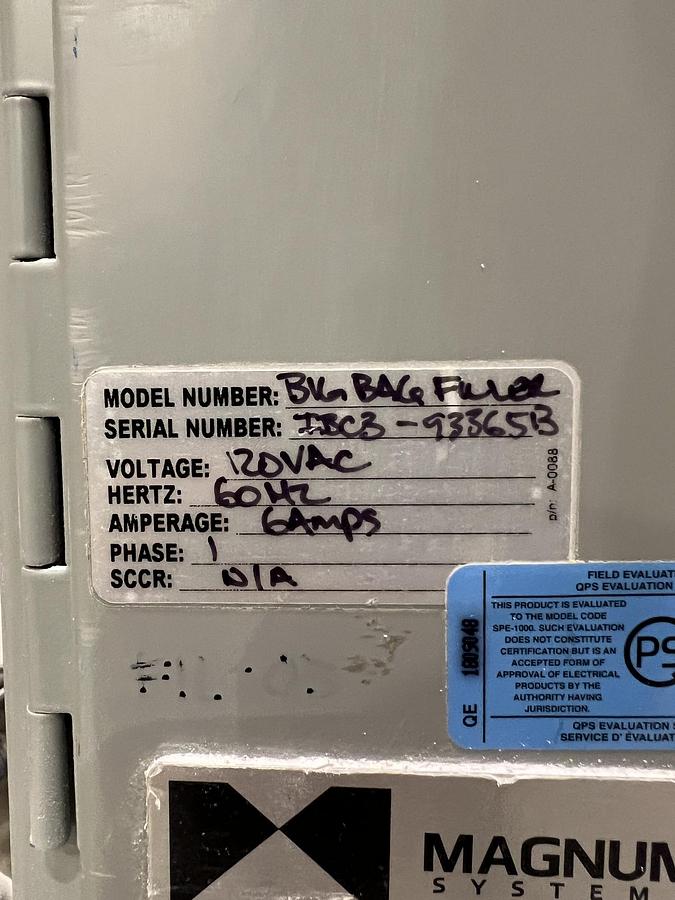 MODEL NUMBER: BIG BAG FILLER
SERIAL NUMBER: IBC3-93365B
VOLTAGE: 120VAC
HERTZ: 60HZ
AMPERAGE: 6Amps
PHASE: 1
SCCR: N/A
p/n: A-0088
FIELD EVALUAT
QPS EVALUATION
THIS PRODUCT IS EVALUATED
TO THE MODEL CODE
SPE-1000. SUCH EVALUATION
DOES NOT CONSTITUTE
CERTIFICATION BUT IS AN
ACCEPTED FORM OF
APPROVAL OF ELECTRICAL
PRODUCTS BY THE
AUTHORITY HAVING
JURISDICTION.
QE
PS
QPS EVALUATION S
SERVICE D'ÉVALUAT
MAGNUM
SYSTEM